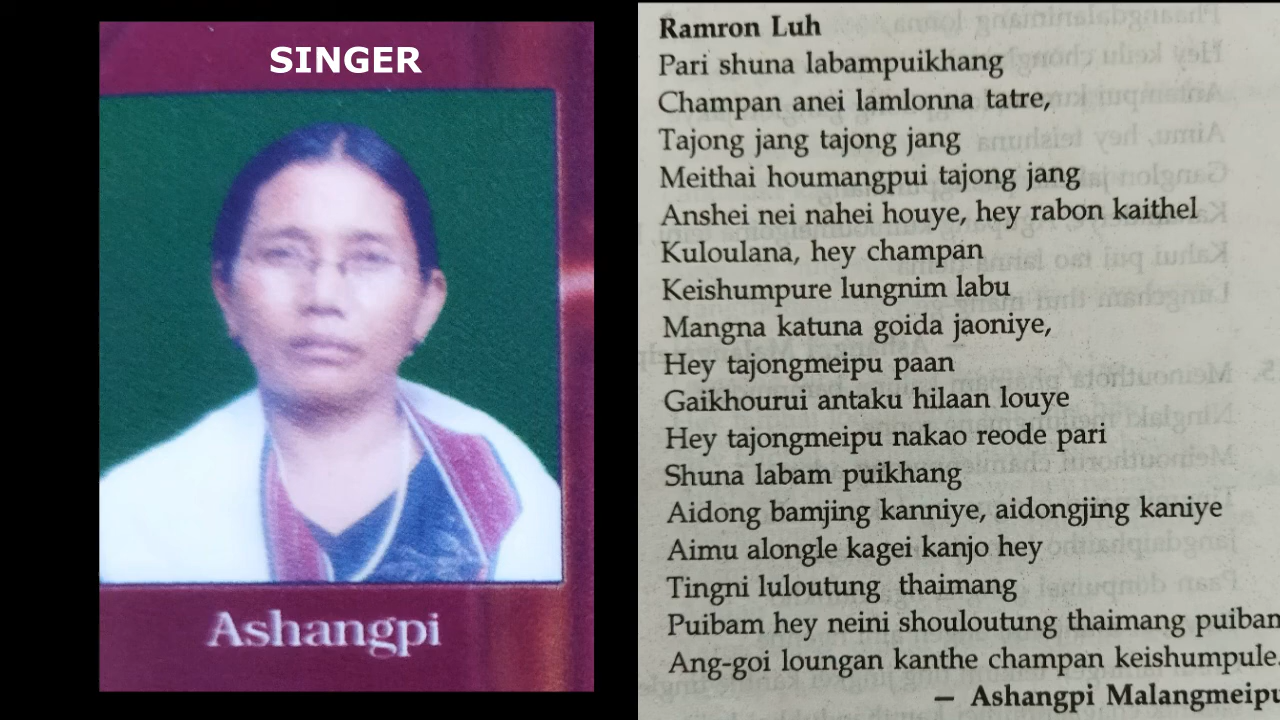 SINGER
Ashangpi
Ramron Luh
Pari shuna labampuikhang
Champan anei lamlonna tatre,
Tajong jang tajong jang
Meithai houmangpui tajong jang
Anshei nei nahei houye, hey rabon kaithel
Kuloulana, hey champan
Keishumpure lungnim labu
Mangna katuna goida jaoniye,
Hey tajongmeipu paan
Gaikhourui antaku hilaan louye
Hey tajongmeipu nakao reode pari
Shuna labam puikhang
Aidong bamjing kanniye, aidongjing kaniye
Aimu alongle kagei kanjo hey
Tingni luloutung thaimang
Puibam hey neini shouloutung thaimang puiban
Ang-goi loungan kanthe champan keishumpule.
— Ashangpi Malangmeipu